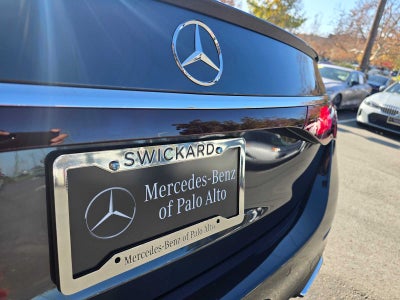 SWICKARD
Mercedes-Benz
of Palo Alto
Mercedes-Benz of Palo Alto